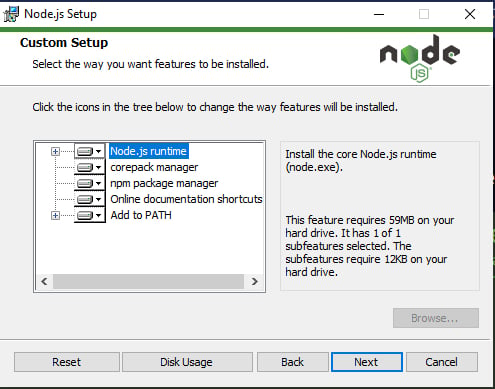 Node.js Setup
Custom Setup
Select the way you want features to be installed.
node
JS
Click the icons in the tree below to change the way features will be installed.
Node.js runtime
corepack manager
npm package manager
Online documentation shortcuts
Add to PATH
Install the core Node.js runtime
(node.exe).
This feature requires 59MB on your
hard drive. It has 1 of 1
subfeatures selected. The
subfeatures require 12KB on your
hard drive.
Browse...
Reset
Disk Usage
Back
Next
Cancel